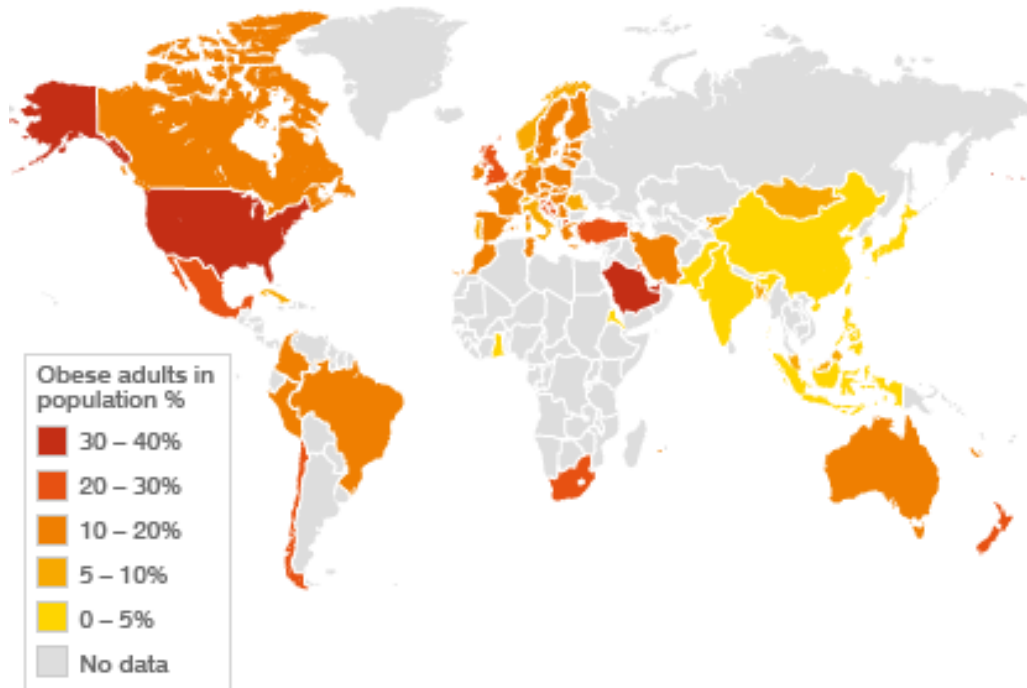 Obese adults in
population %
30 – 40%
20 – 30%
10 – 20%
5 – 10%
0 – 5%
No data